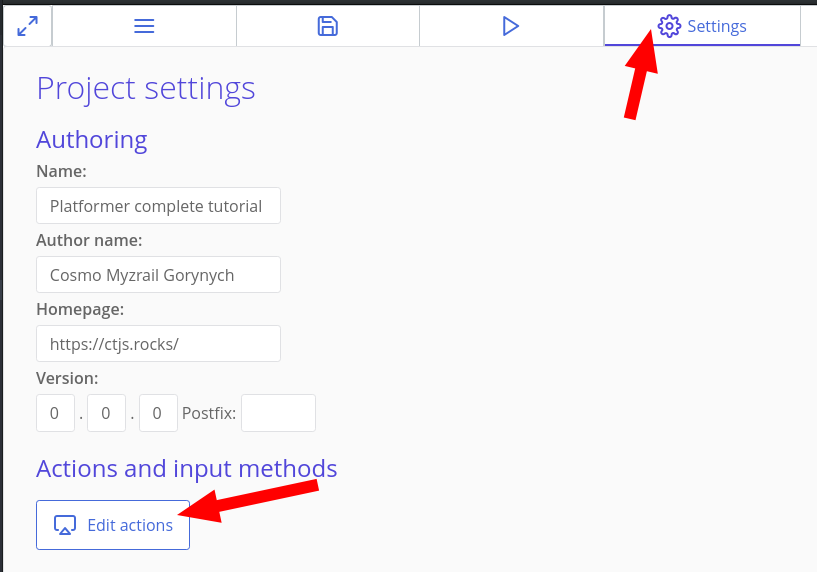 Settings
Project settings
Authoring
Name:
Platformer complete tutorial
Author name:
Cosmo Myzrail Gorynych
Homepage:
https://ctjs.rocks/
Version:
0 . 0 . 0 Postfix:
Actions and input methods
Edit actions